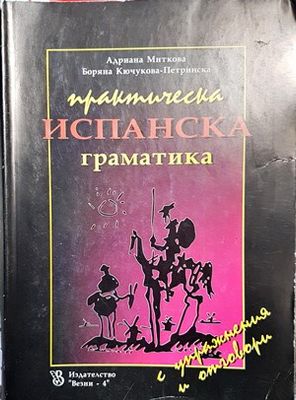 Адриана Миткова
Боряна Кючукова-Петринска
практическа
ИСПАНСКА
граматика
с упражнения
и отговори
Издателство
"Везни - 4"